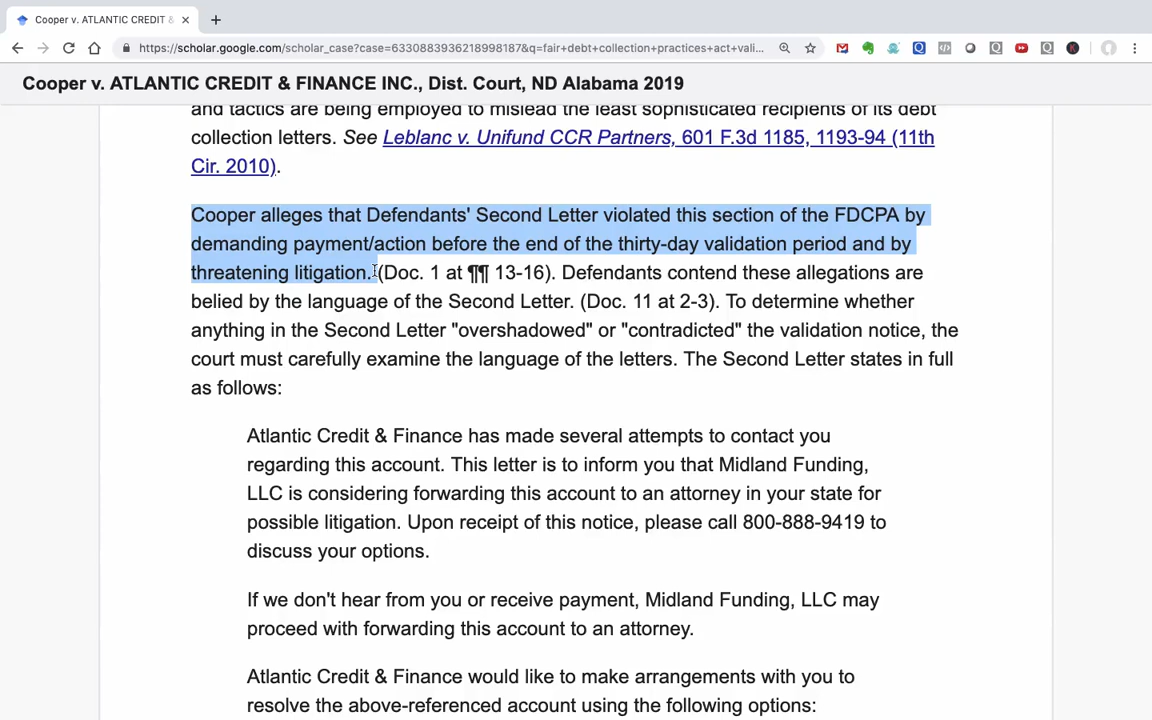 Cooper v. ATLANTIC CREDIT &
https://scholar.google.com/scholar_case?case=6330883936218998187&q=fair+debt+collection+practices+act+vali...
Cooper v. ATLANTIC CREDIT & FINANCE INC., Dist. Court, ND Alabama 2019
and tactics are being employed to mislead the least sophisticated recipients of its debt
collection letters. See Leblanc v. Unifund CCR Partners, 601 F.3d 1185, 1193-94 (11th
Cir. 2010).
Cooper alleges that Defendants' Second Letter violated this section of the FDCPA by
demanding payment/action before the end of the thirty-day validation period and by
threatening litigation. (Doc. 1 at ¶¶ 13-16). Defendants contend these allegations are
belied by the language of the Second Letter. (Doc. 11 at 2-3). To determine whether
anything in the Second Letter "overshadowed" or "contradicted" the validation notice, the
court must carefully examine the language of the letters. The Second Letter states in full
as follows:
Atlantic Credit & Finance has made several attempts to contact you
regarding this account. This letter is to inform you that Midland Funding,
LLC is considering forwarding this account to an attorney in your state for
possible litigation. Upon receipt of this notice, please call 800-888-9419 to
discuss your options.
If we don't hear from you or receive payment, Midland Funding, LLC may
proceed with forwarding this account to an attorney.
Atlantic Credit & Finance would like to make arrangements with you to
resolve the above-referenced account using the following options: